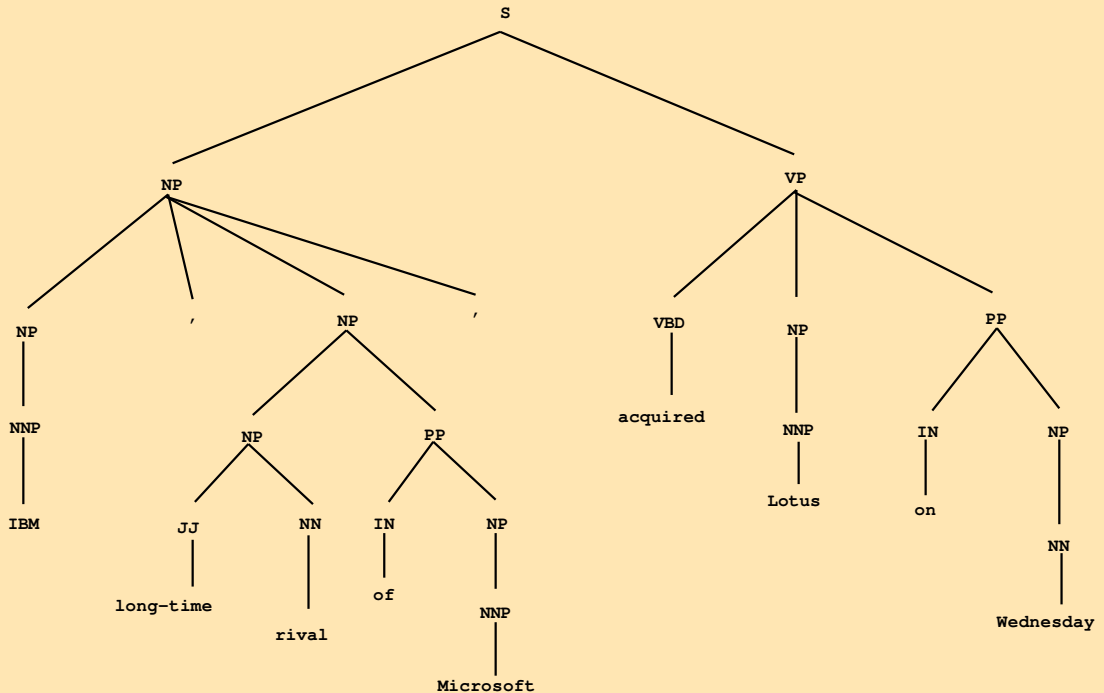 S
NP VP
NP , NP , VBD NP PP
NNP NP PP acquired NNP IN NP
IBM JJ NN IN NP Lotus on NN
long-time rival of NNP Wednesday
Microsoft